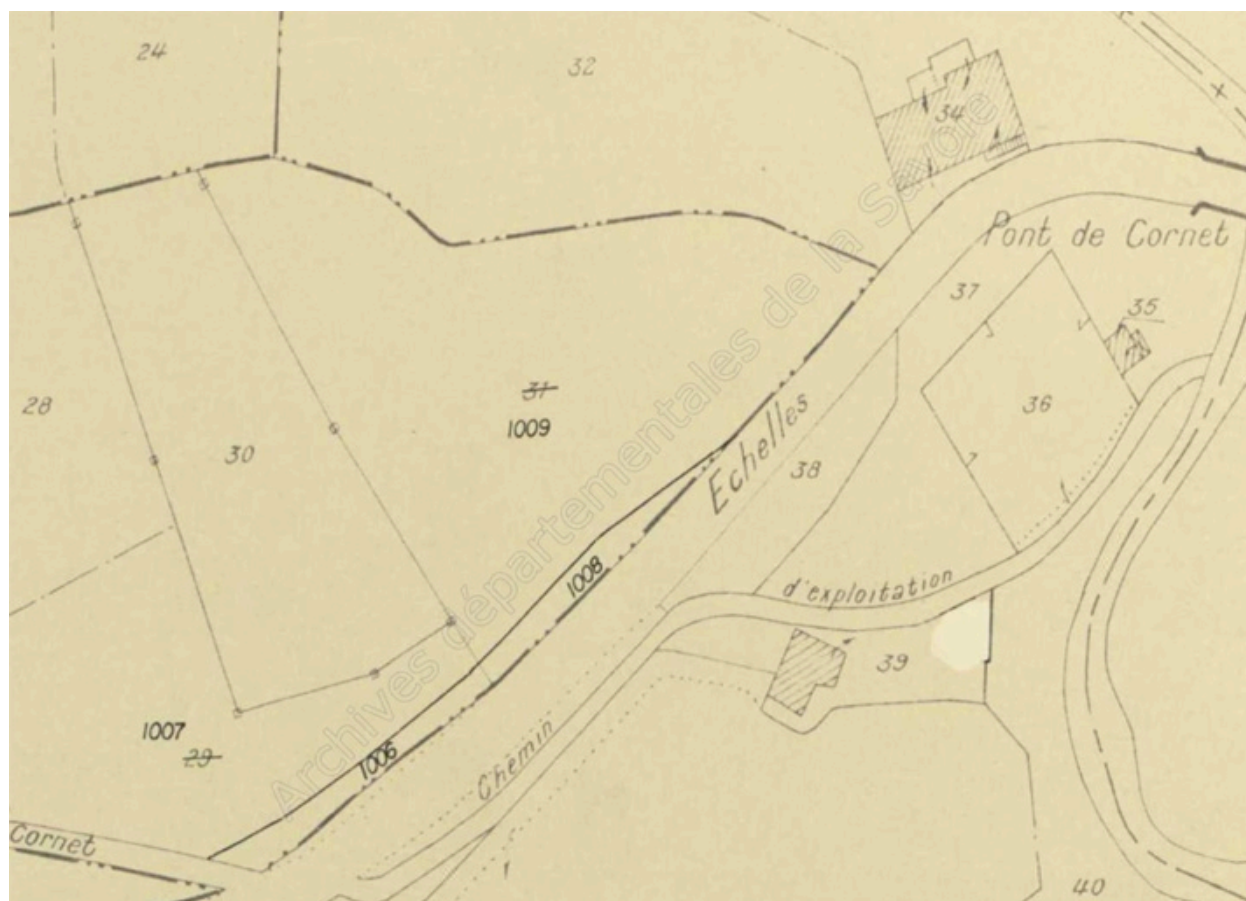 24
32
34
Pont de Cornet
37
35
28
31
1009
36
30
Echelles
38
1008
d'exploitation
39
1007
29
1006
Chemin
Cornet
40
Archives départementales de la Savoie